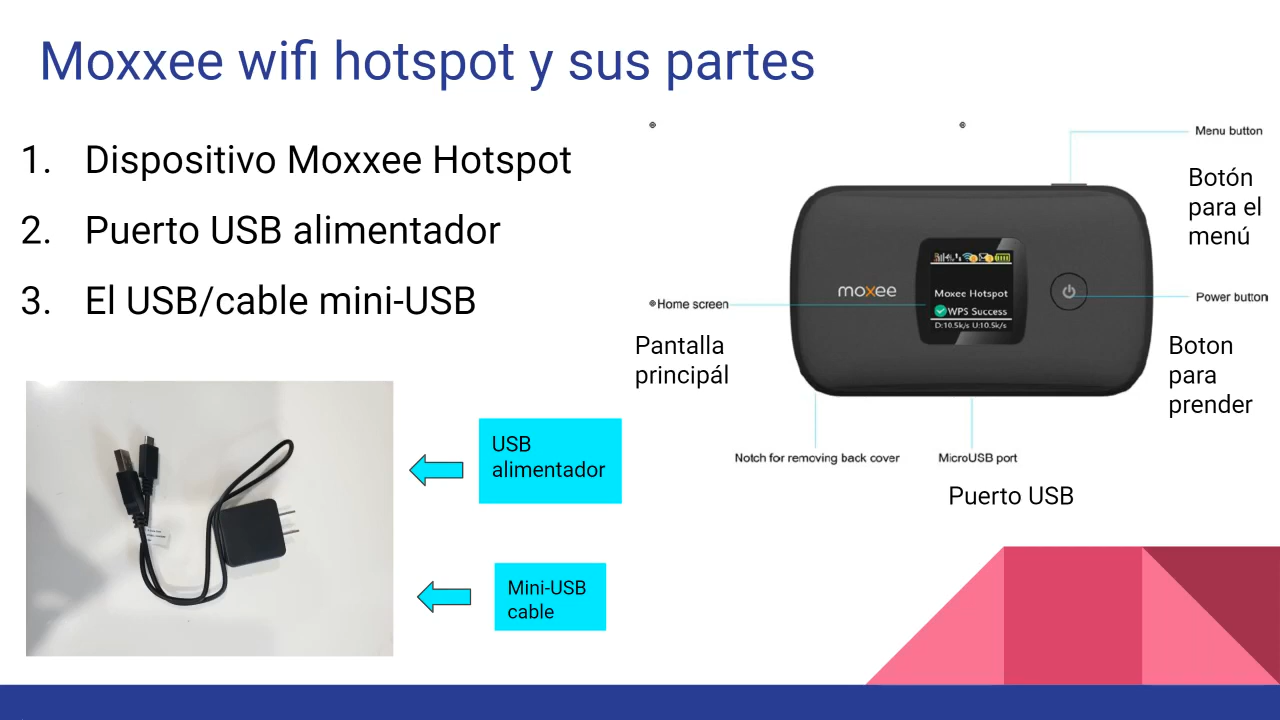 Moxxee wifi hotspot y sus partes
1. Dispositivo Moxxee Hotspot
2. Puerto USB alimentador
3. El USB/cable mini-USB
USB
alimentador
Mini-USB
cable
Menu button
Botón
para el
menú
moxee
Moxee Hotspot
WPS Success
D:10.5k/s U:10.5k/s
Home screen
Pantalla
principál
Power button
Boton
para
prender
Notch for removing back cover
MicroUSB port
Puerto USB